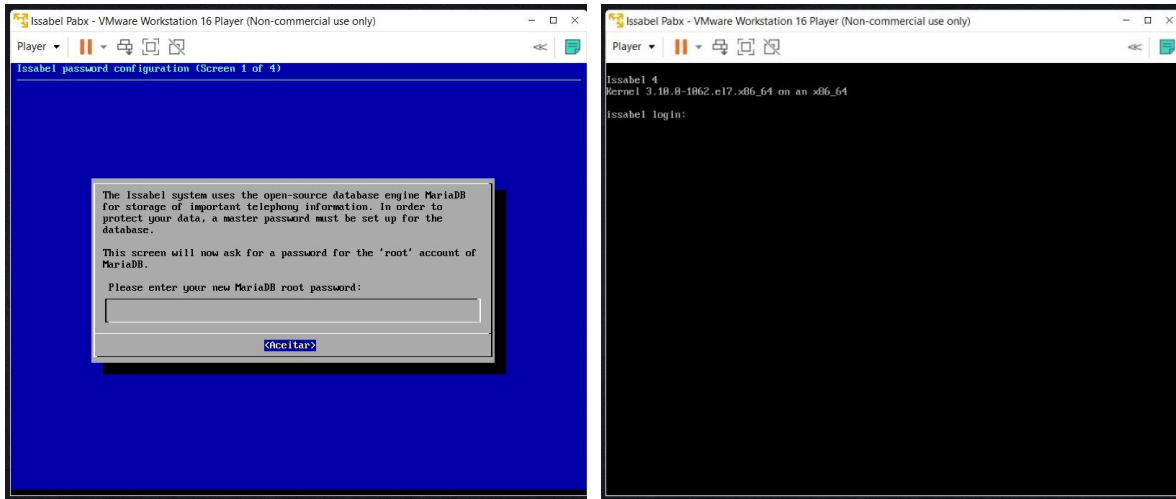 Issabel Pabx - VMware Workstation 16 Player (Non-commercial use only)
Player
Issabel password configuration (Screen 1 of 4)
The Issabel system uses the open-source database engine MariaDB
for storage of important telephony information. In order to
protect your data, a master password must be set up for the
database.
This screen will now ask for a password for the 'root' account of
MariaDB.
Please enter your new MariaDB root password:
<Aceitar>
Issabel Pabx - VMware Workstation 16 Player (Non-commercial use only)
Player
Issabel 4
Kernel 3.10.0-1062.el7.x86_64 on an x86_64
issabel login: